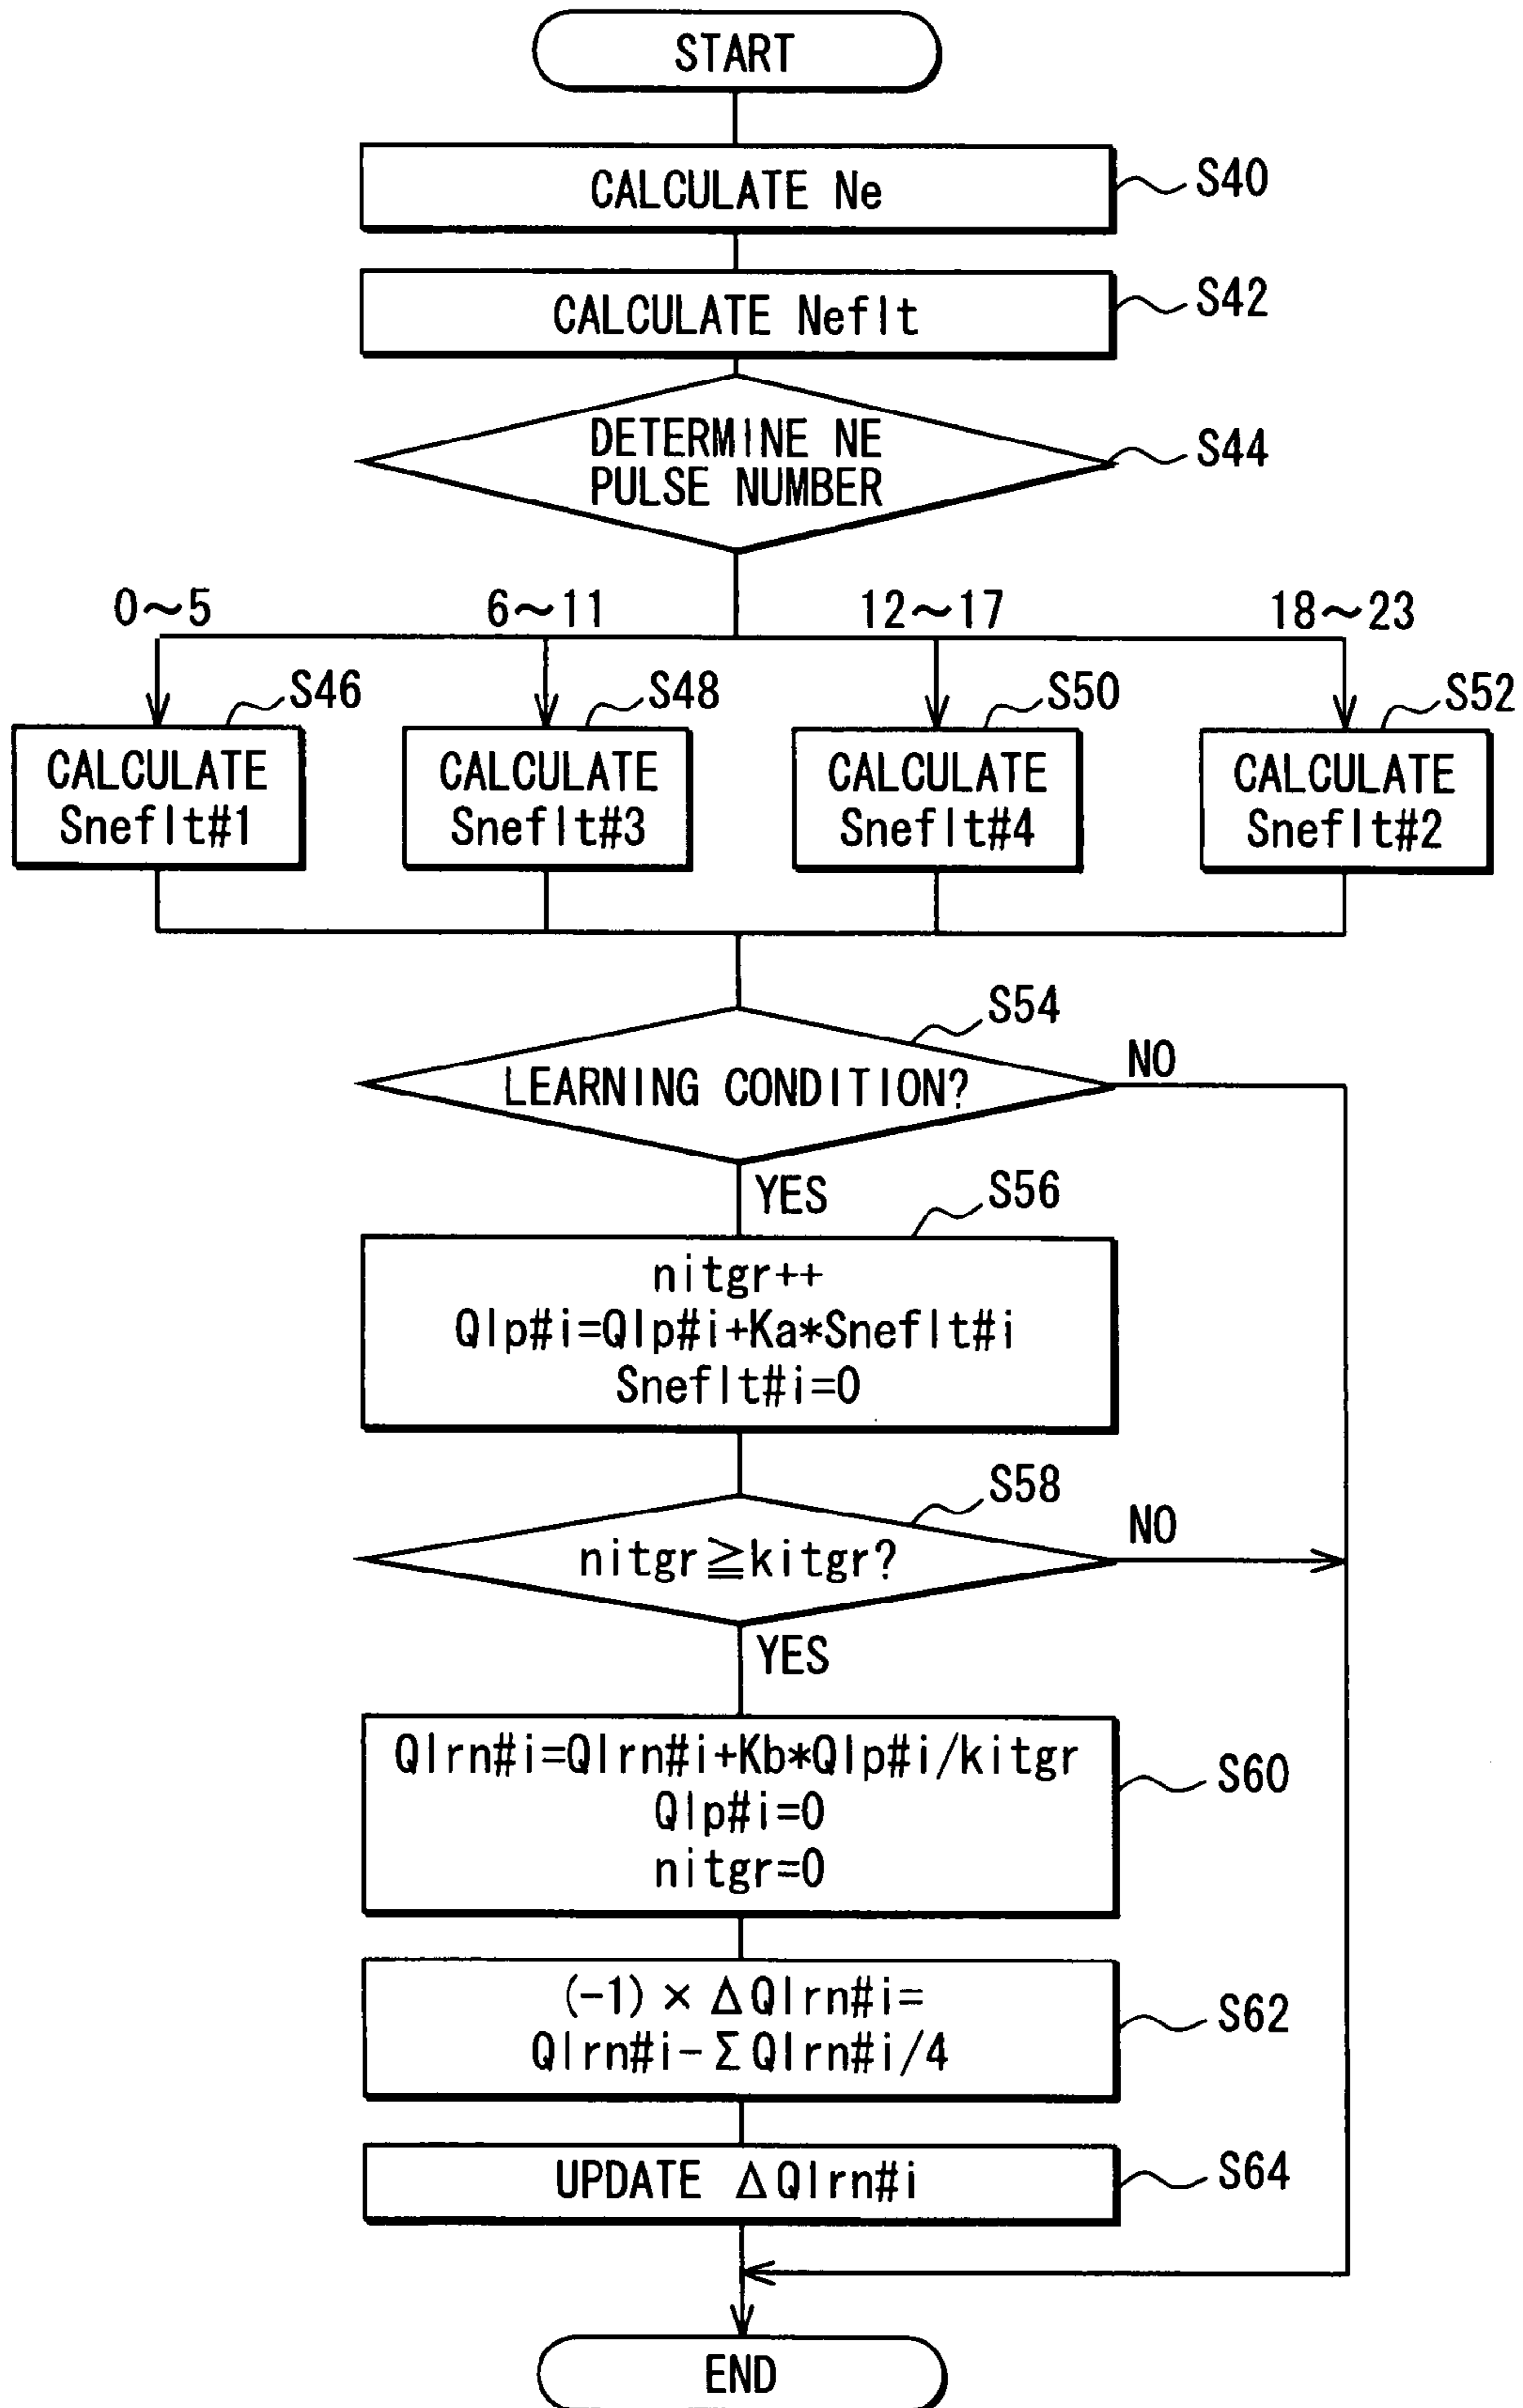 START
CALCULATE Ne
S40
CALCULATE Neflt
S42
DETERMINE NE
PULSE NUMBER
S44
0~5
6~11
12~17
18~23
S46
S48
S50
S52
CALCULATE
Sneflt#1
CALCULATE
Sneflt#3
CALCULATE
Sneflt#4
CALCULATE
Sneflt#2
S54
LEARNING CONDITION?
NO
YES
S56
nitgr++
Qlp#i=Qlp#i+Ka*Sneflt#i
Sneflt#i=0
S58
nitgr≧kitgr?
NO
YES
Qlrn#i=Qlrn#i+Kb*Qlp#i/kitgr
Qlp#i=0
nitgr=0
S60
(-1) × ΔQlrn#i=
Qlrn#i-ΣQlrn#i/4
S62
UPDATE ΔQlrn#i
S64
END